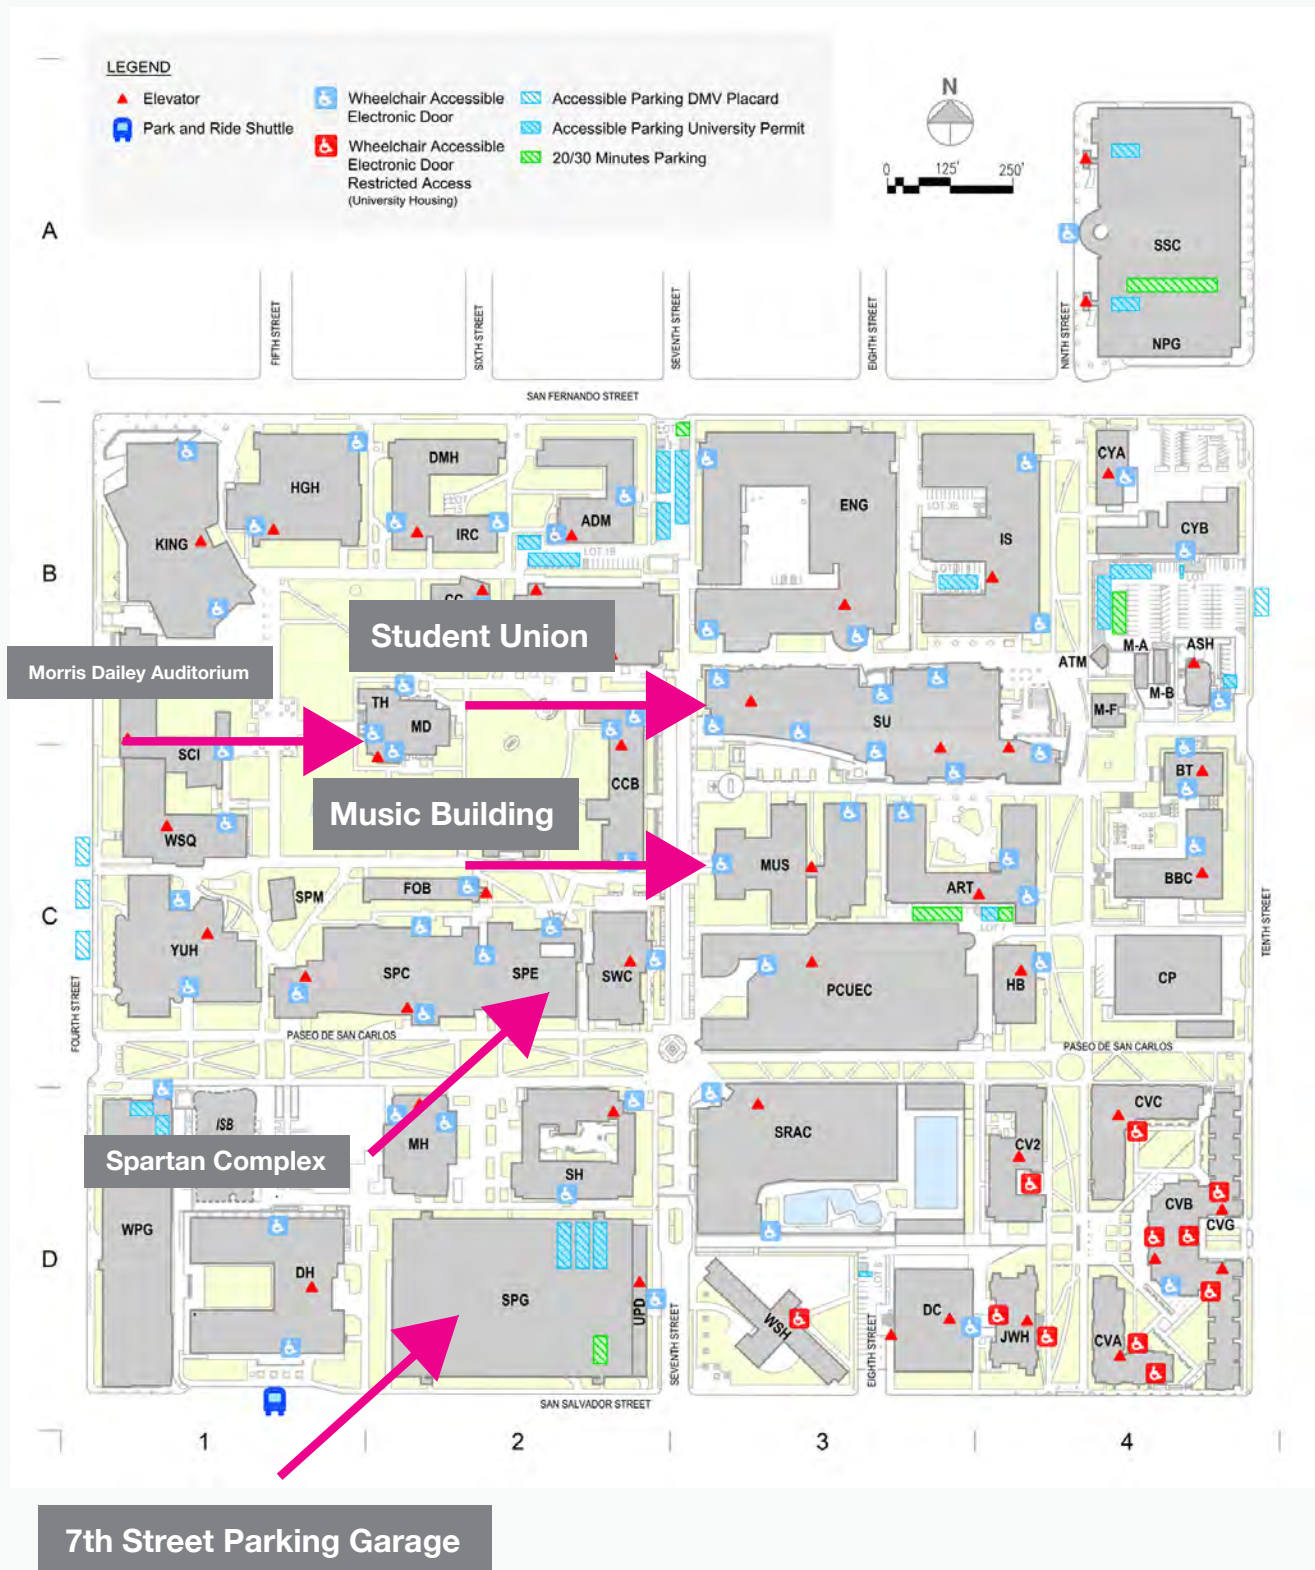 LEGEND
Elevator
Park and Ride Shuttle
Wheelchair Accessible
Electronic Door
Wheelchair Accessible
Electronic Door
Restricted Access
(University Housing)
Accessible Parking DMV Placard
Accessible Parking University Permit
20/30 Minutes Parking
N
0 125' 250'
A
SSC
NPG
FIFTH STREET
SIXTH STREET
SEVENTH STREET
EIGHTH STREET
NINTH STREET
SAN FERNANDO STREET
B
KING
HGH
DMH
IRC
ADM
LOT 1B
ENG
IS
CYA
CYB
Student Union
Morris Dailey Auditorium
TH
MD
SU
ATM
M-A
M-B
ASH
M-F
SCI
CCB
BT
Music Building
WSQ
MUS
ART
BBC
C
SPM
FOB
LOT 7
TENTH STREET
YUH
SPC
SPE
SWC
PCUEC
HB
CP
FOURTH STREET
PASEO DE SAN CARLOS
PASEO DE SAN CARLOS
ISB
MH
SH
SRAC
CV2
CVC
Spartan Complex
CVB
CVG
WPG
D
DH
SPG
UPD
WSH
DC
JWH
CVA
SEVENTH STREET
EIGHTH STREET
SAN SALVADOR STREET
1 2 3 4
7th Street Parking Garage